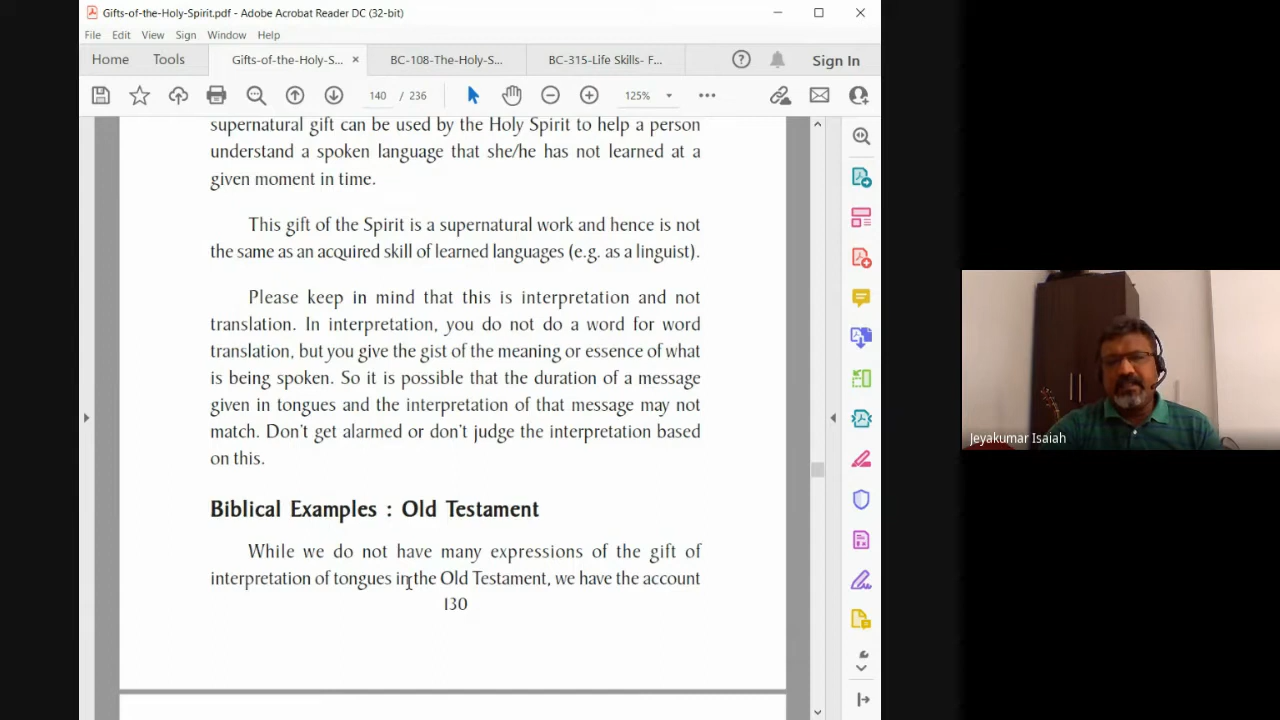 Gifts-of-the-Holy-Spirit.pdf - Adobe Acrobat Reader DC (32-bit)
File Edit View Sign Window Help
Home Tools Gifts-of-the-Holy-S... × BC-108-The-Holy-S... BC-315-Life Skills- F... Sign In
140 / 236 125%
supernatural gift can be used by the Holy Spirit to help a person
understand a spoken language that she/he has not learned at a
given moment in time.
This gift of the Spirit is a supernatural work and hence is not
the same as an acquired skill of learned languages (e.g. as a linguist).
Please keep in mind that this is interpretation and not
translation. In interpretation, you do not do a word for word
translation, but you give the gist of the meaning or essence of what
is being spoken. So it is possible that the duration of a message
given in tongues and the interpretation of that message may not
match. Don't get alarmed or don't judge the interpretation based
on this.
Biblical Examples : Old Testament
While we do not have many expressions of the gift of
interpretation of tongues in the Old Testament, we have the account
130
Jeyakumar Isaiah